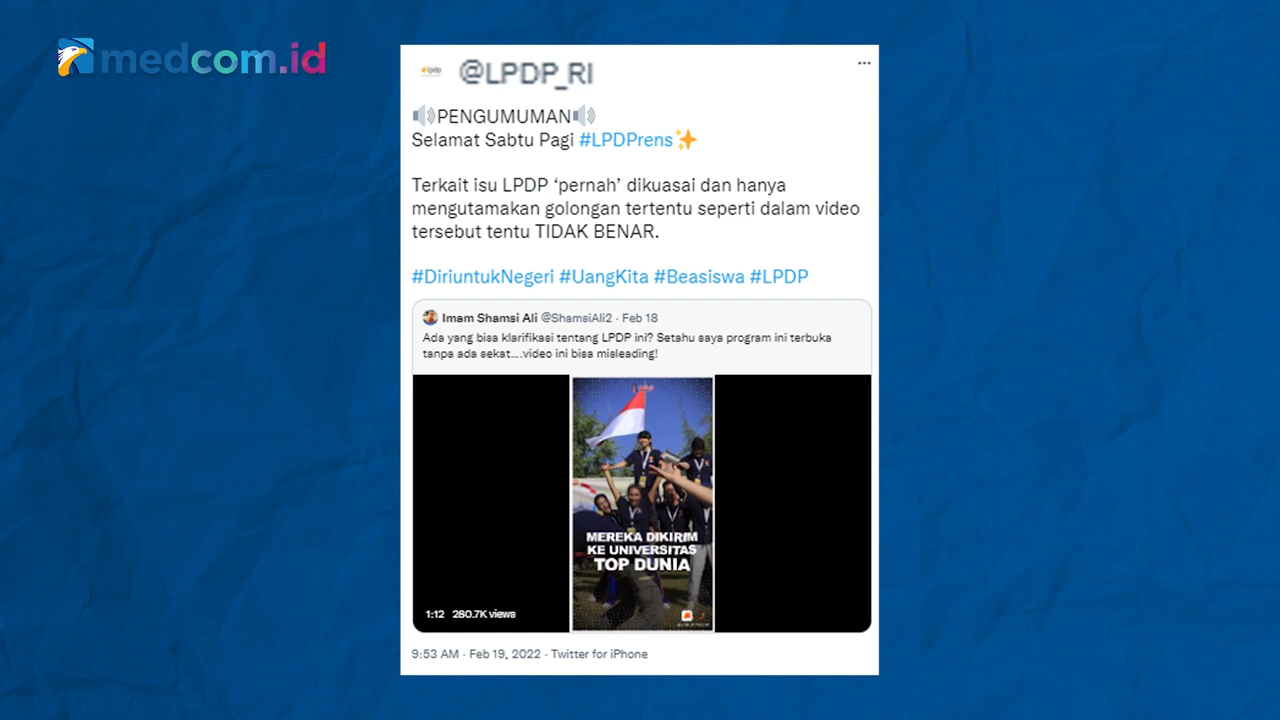 medcom.id
lpdp
@LPDP_RI
PENGUMUMAN
Selamat Sabtu Pagi #LPDPrens
Terkait isu LPDP ‘pernah’ dikuasai dan hanya
mengutamakan golongan tertentu seperti dalam video
tersebut tentu TIDAK BENAR.
#DiriuntukNegeri #UangKita #Beasiswa #LPDP
Imam Shamsi Ali @ShamsiAli2 · Feb 18
Ada yang bisa klarifikasi tentang LPDP ini? Setahu saya program ini terbuka
tanpa ada sekat....video ini bisa misleading!
MEREKA DIKIRIM
KE UNIVERSITAS
TOP DUNIA
1:12 260.7K views
9:53 AM · Feb 19, 2022 · Twitter for iPhone